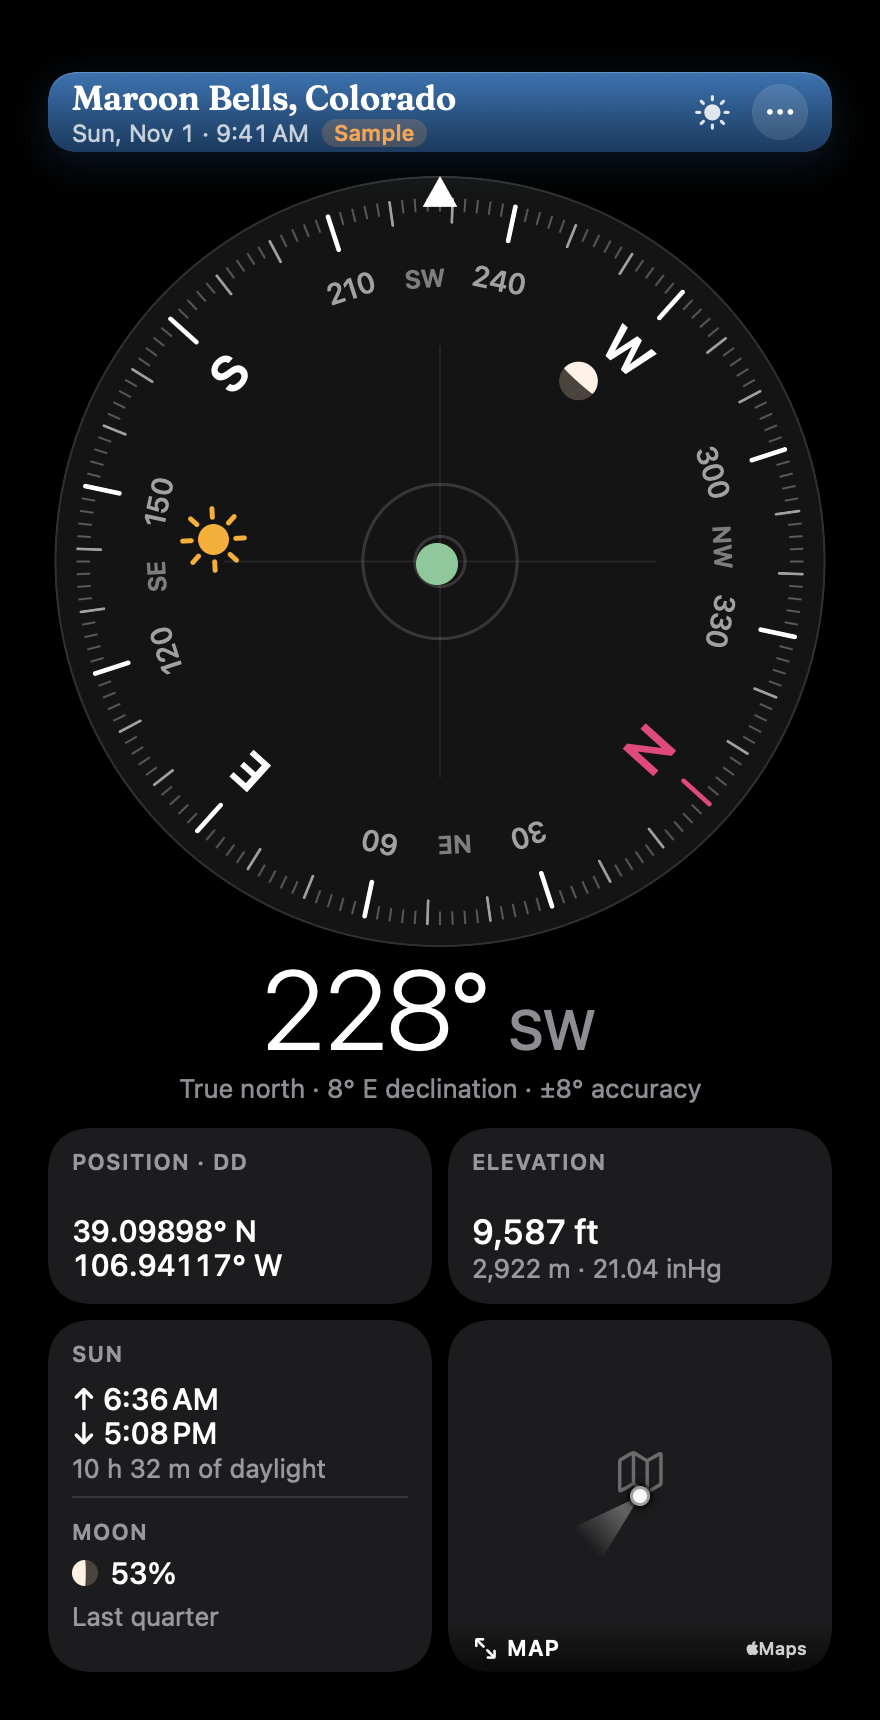 Maroon Bells, Colorado
Sun, Nov 1 · 9:41 AM Sample
210 SW 240
S W
150 300
SE NW
120 330
E N
60 NE 30
228° SW
True north · 8° E declination · ±8° accuracy
POSITION · DD
39.09898° N
106.94117° W
ELEVATION
9,587 ft
2,922 m · 21.04 inHg
SUN
↑ 6:36 AM
↓ 5:08 PM
10 h 32 m of daylight
MOON
53%
Last quarter
MAP
Maps